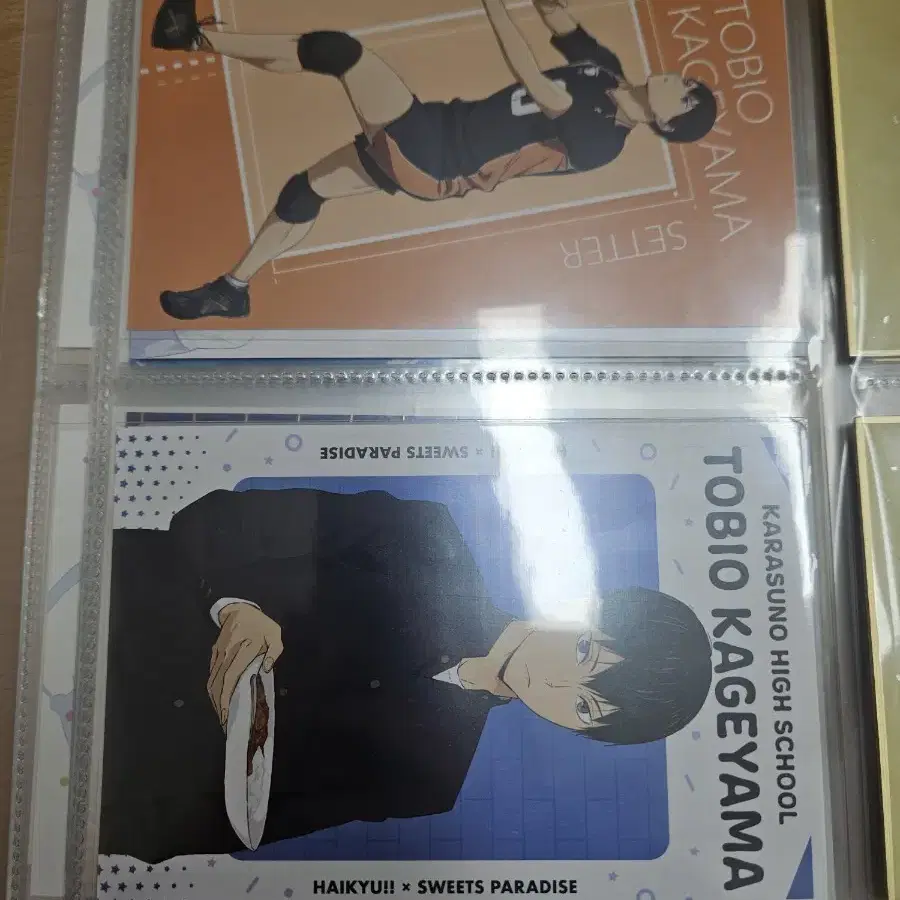 TOBIO
KAGEYAMA
SETTER
× SWEETS PARADISE
KARASUNO HIGH SCHOOL
TOBIO KAGEYAMA
HAIKYU!! × SWEETS PARADISE